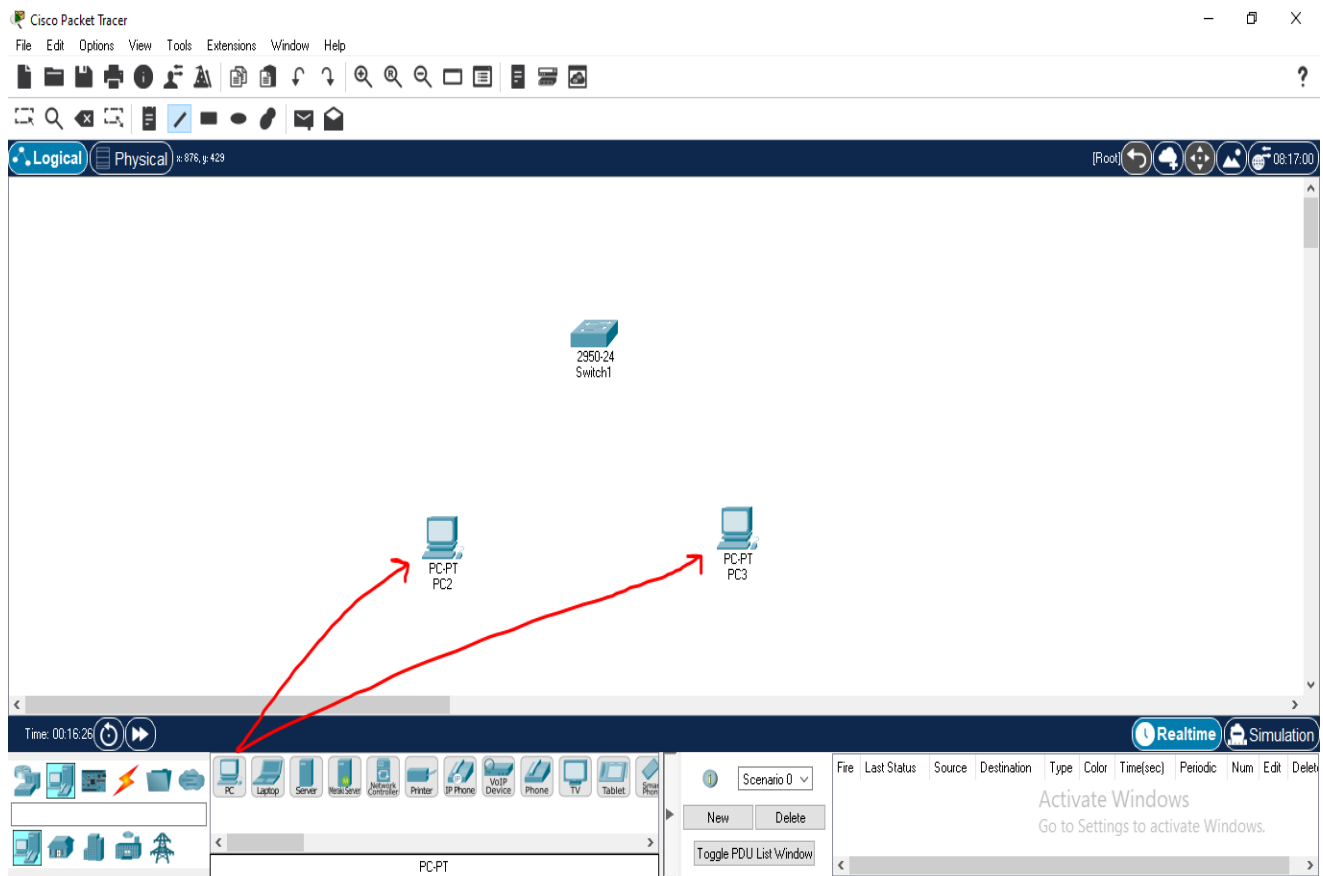 Cisco Packet Tracer
File Edit Options View Tools Extensions Window Help
?
Logical Physical x: 876, y: 429 [Root] 08:17:00
2950-24
Switch1
PC-PT
PC2
PC-PT
PC3
Time: 00:16:26 Realtime Simulation
PC Laptop Server Meraki Server Network Controller Printer IP Phone VoIP Device Phone TV Tablet
PC-PT
Scenario 0
New Delete
Toggle PDU List Window
Fire Last Status Source Destination Type Color Time(sec) Periodic Num Edit Delet
Activate Windows
Go to Settings to activate Windows.